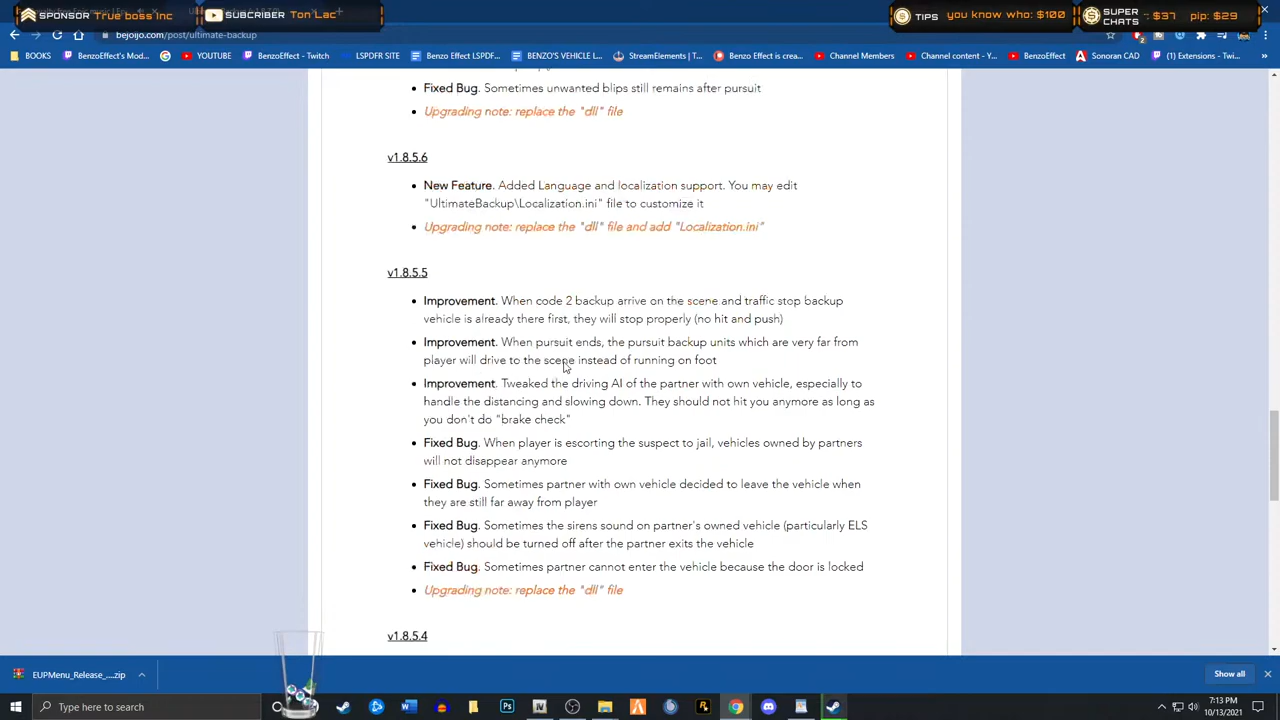 SPONSOR True boss inc
SUBCRIBER Ton Lac
TIPS you know who: $100
SUPER CHATS : $37 pip: $29
bejoijo.com/post/ultimate-backup
BOOKS BenzoEffect's Mod... YOUTUBE BenzoEffect - Twitch LSPDFR SITE Benzo Effect LSPDF... BENZO'S VEHICLE L... StreamElements | T... Benzo Effect is crea... Channel Members Channel content - Y... BenzoEffect Sonoran CAD (1) Extensions - Twi...
Fixed Bug. Sometimes unwanted blips still remains after pursuit
Upgrading note: replace the "dll" file
v1.8.5.6
New Feature. Added Language and localization support. You may edit
"UltimateBackup\Localization.ini" file to customize it
Upgrading note: replace the "dll" file and add "Localization.ini"
v1.8.5.5
Improvement. When code 2 backup arrive on the scene and traffic stop backup
vehicle is already there first, they will stop properly (no hit and push)
Improvement. When pursuit ends, the pursuit backup units which are very far from
player will drive to the scene instead of running on foot
Improvement. Tweaked the driving AI of the partner with own vehicle, especially to
handle the distancing and slowing down. They should not hit you anymore as long as
you don't do "brake check"
Fixed Bug. When player is escorting the suspect to jail, vehicles owned by partners
will not disappear anymore
Fixed Bug. Sometimes partner with own vehicle decided to leave the vehicle when
they are still far away from player
Fixed Bug. Sometimes the sirens sound on partner's owned vehicle (particularly ELS
vehicle) should be turned off after the partner exits the vehicle
Fixed Bug. Sometimes partner cannot enter the vehicle because the door is locked
Upgrading note: replace the "dll" file
v1.8.5.4
EUPMenu_Release_....zip
Show all
Type here to search
7:13 PM
10/13/2021